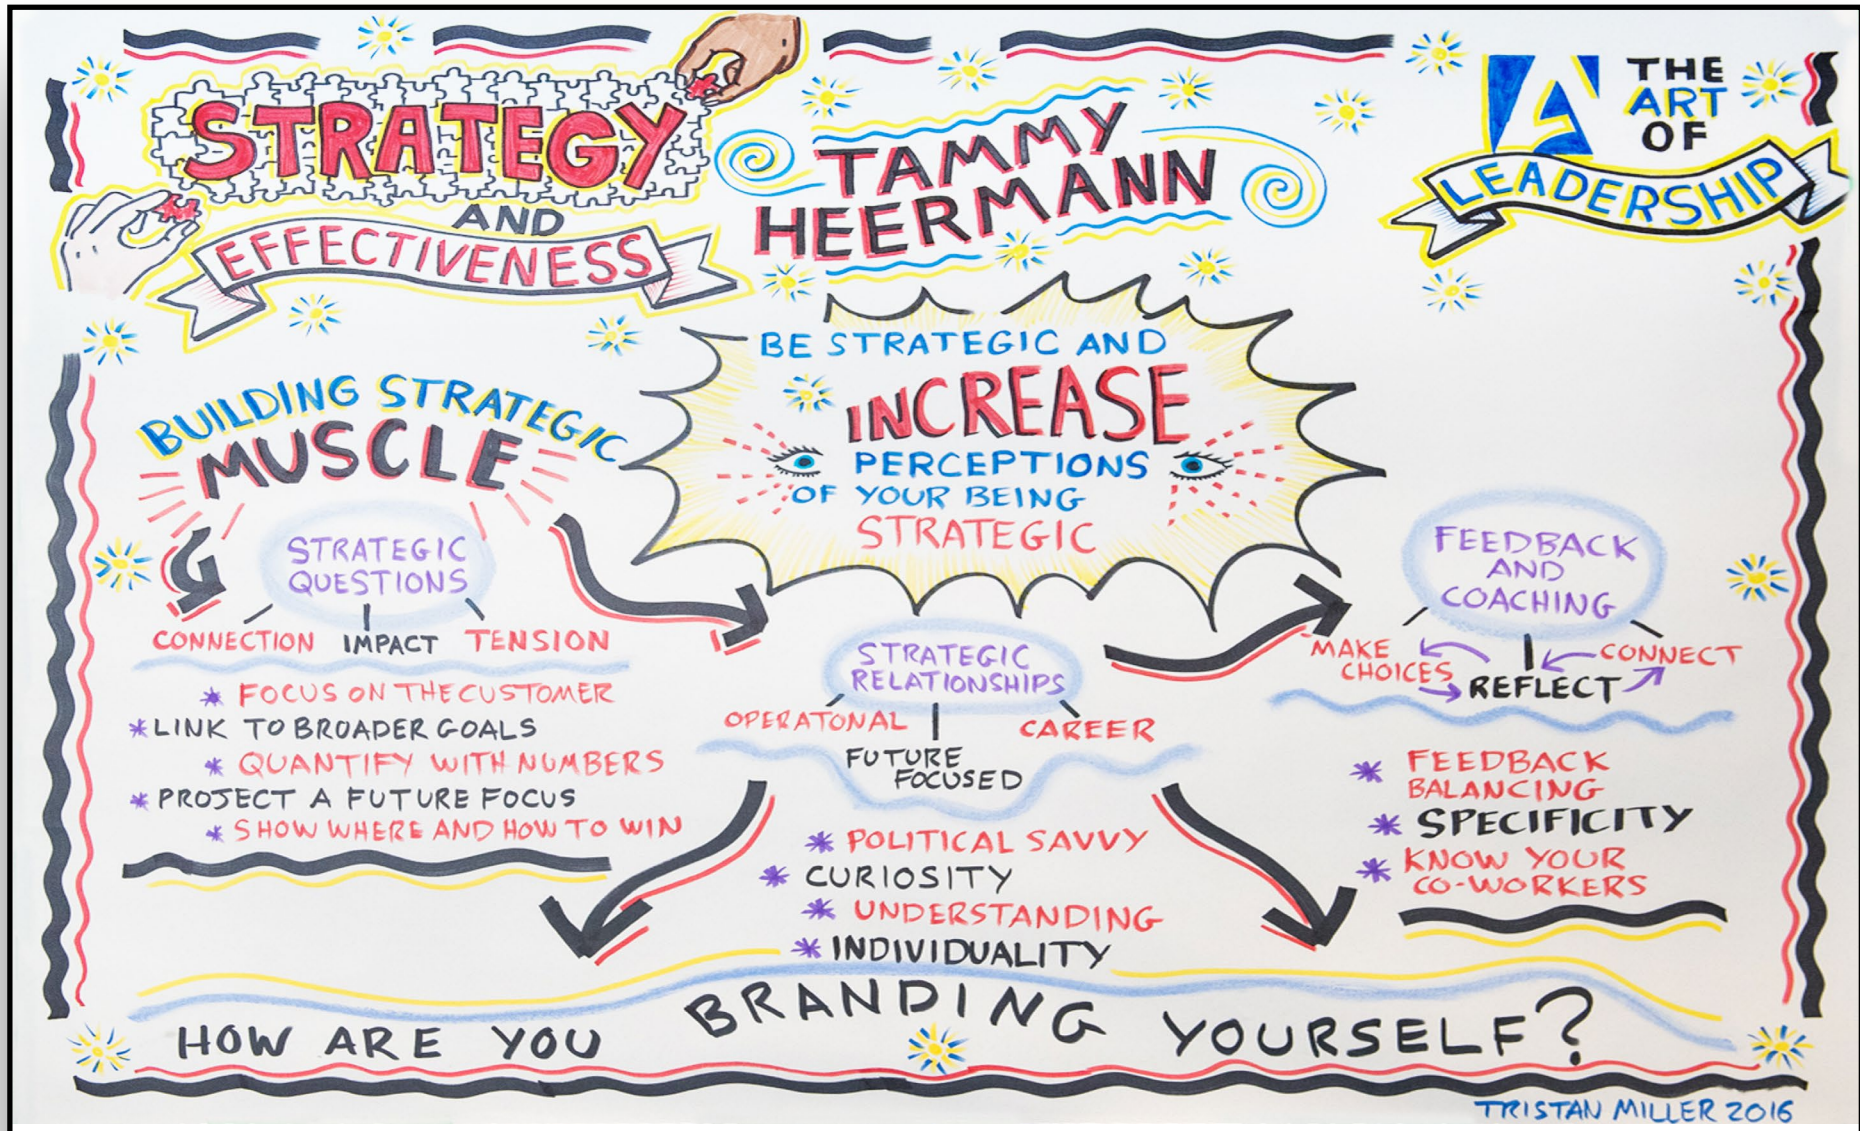 STRATEGY
AND
EFFECTIVENESS
TAMMY
HEERMANN
THE
ART
OF
LEADERSHIP
BE STRATEGIC AND
INCREASE
PERCEPTIONS
OF YOUR BEING
STRATEGIC
BUILDING STRATEGIC
MUSCLE
STRATEGIC
QUESTIONS
CONNECTION IMPACT TENSION
* FOCUS ON THE CUSTOMER
* LINK TO BROADER GOALS
* QUANTIFY WITH NUMBERS
* PROJECT A FUTURE FOCUS
* SHOW WHERE AND HOW TO WIN
STRATEGIC
RELATIONSHIPS
OPERATONAL
FUTURE
FOCUSED
CAREER
* POLITICAL SAVVY
* CURIOSITY
* UNDERSTANDING
* INDIVIDUALITY
FEEDBACK
AND
COACHING
MAKE
CHOICES
REFLECT
CONNECT
* FEEDBACK
BALANCING
* SPECIFICITY
* KNOW YOUR
CO-WORKERS
HOW ARE YOU BRANDING YOURSELF?
TRISTAN MILLER 2016